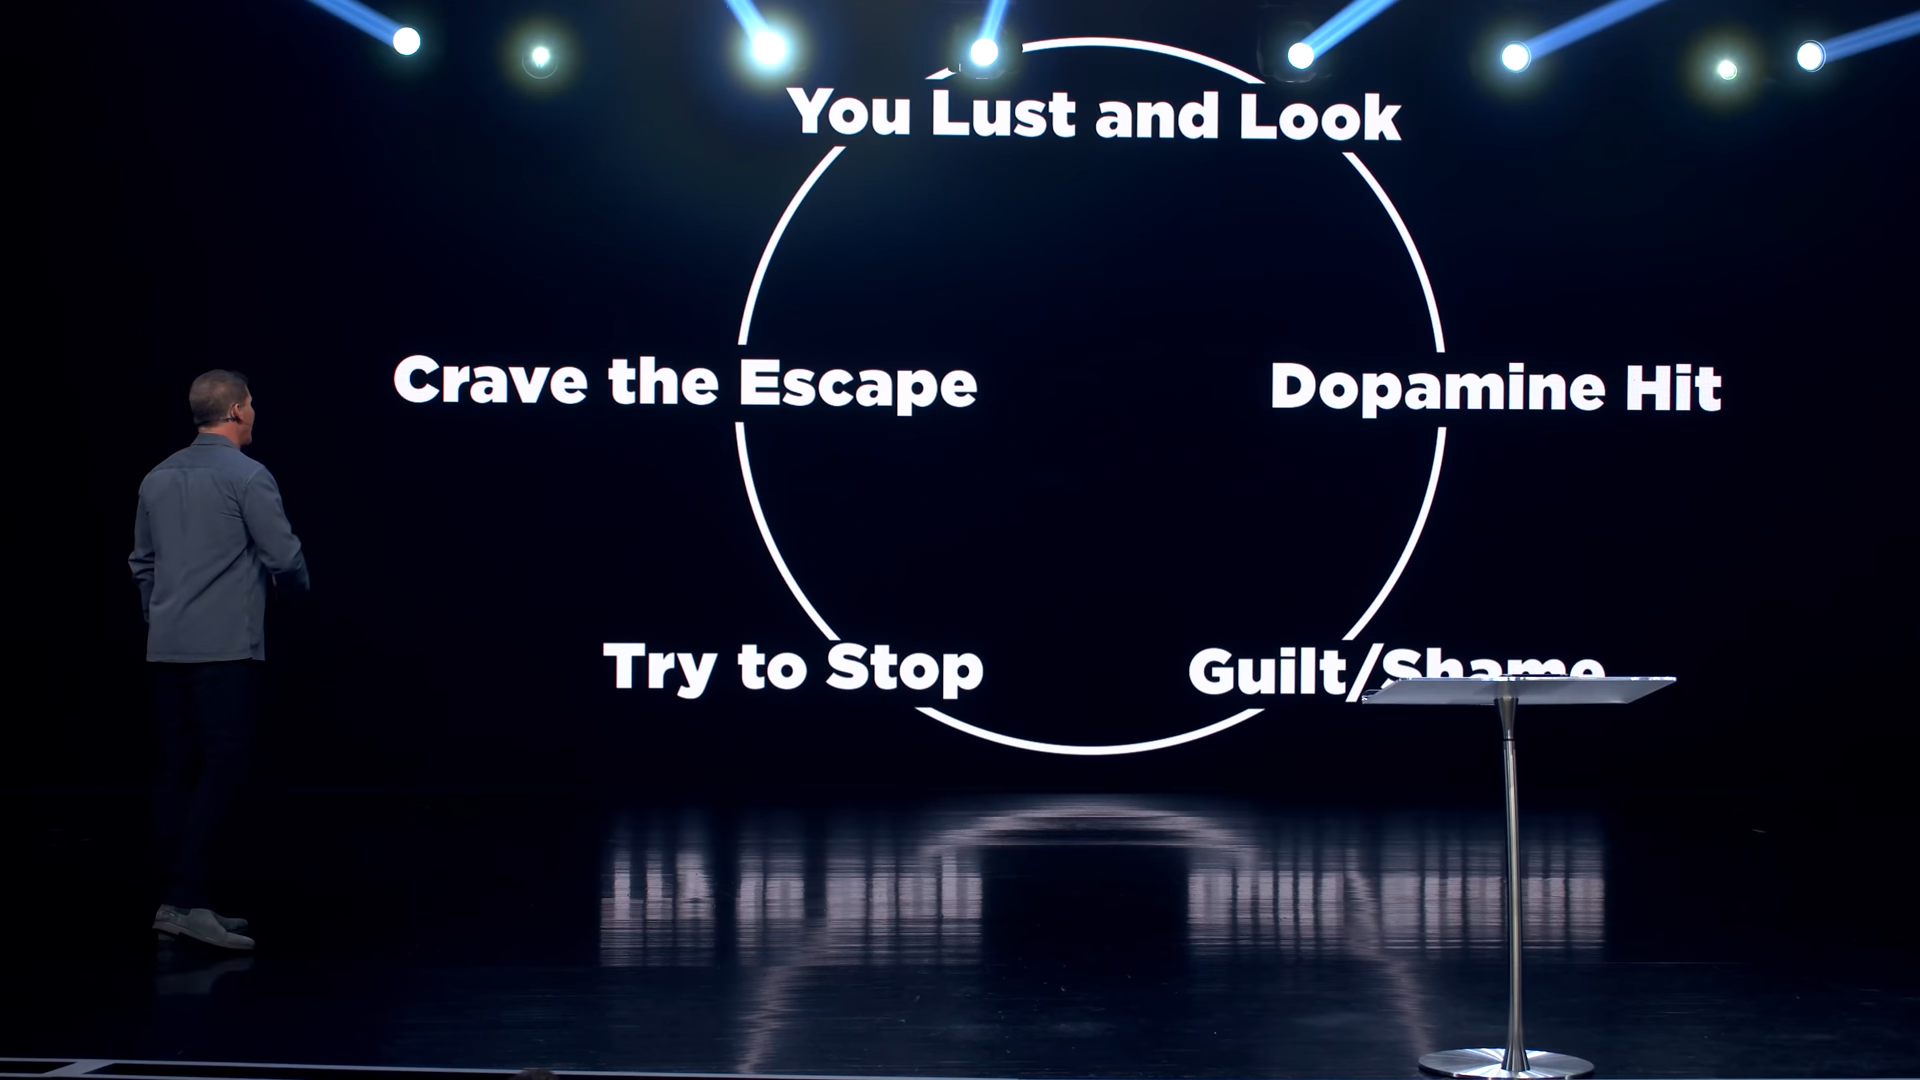 You Lust and Look
Crave the Escape
Dopamine Hit
Try to Stop
Guilt/Shame